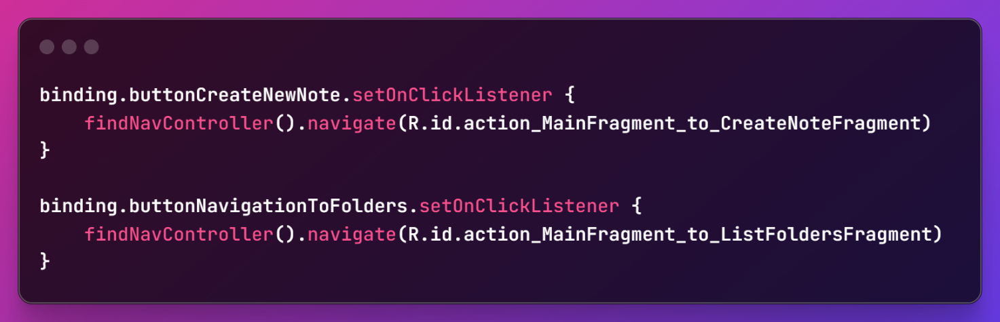 binding.buttonCreateNewNote.setOnClickListener {
    findNavController().navigate(R.id.action_MainFragment_to_CreateNoteFragment)
}
binding.buttonNavigationToFolders.setOnClickListener {
    findNavController().navigate(R.id.action_MainFragment_to_ListFoldersFragment)
}